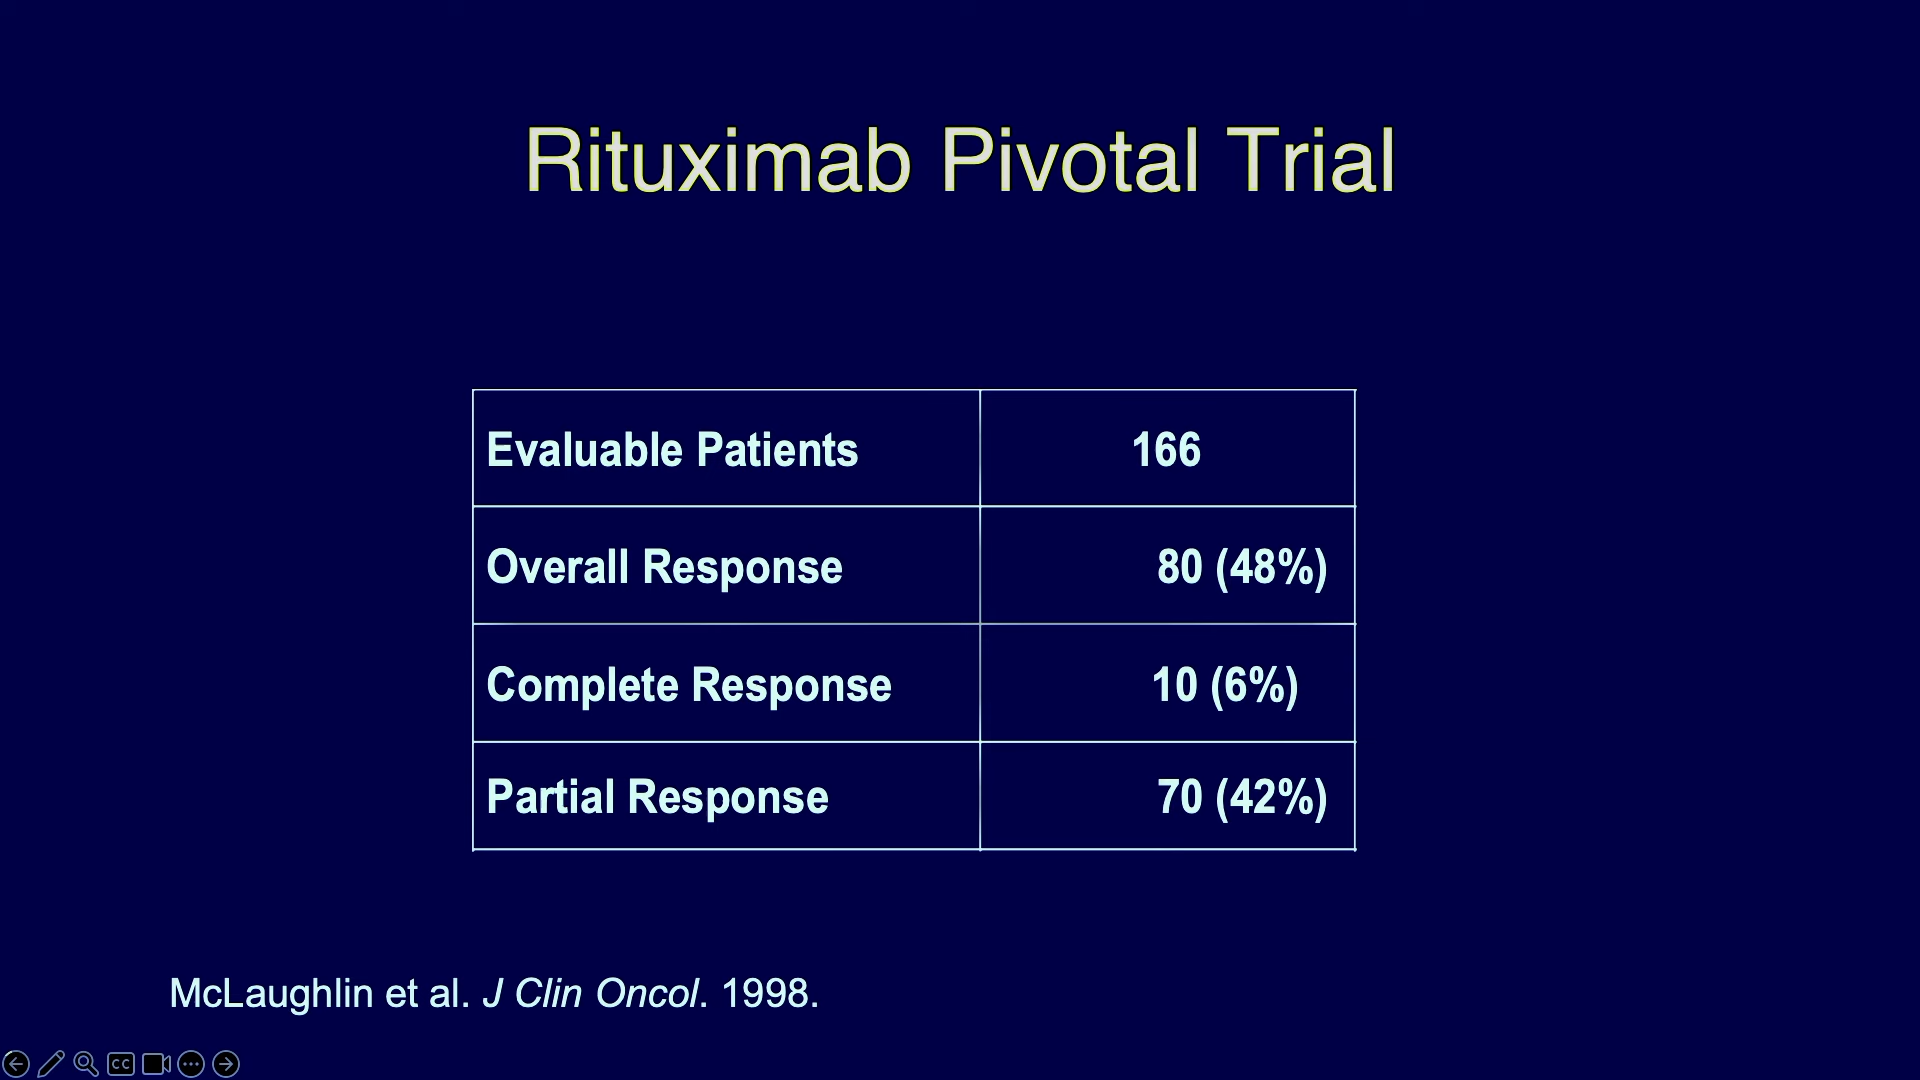 Rituximab Pivotal Trial
Evaluable Patients 166
Overall Response 80 (48%)
Complete Response 10 (6%)
Partial Response 70 (42%)
McLaughlin et al. J Clin Oncol. 1998.
CC